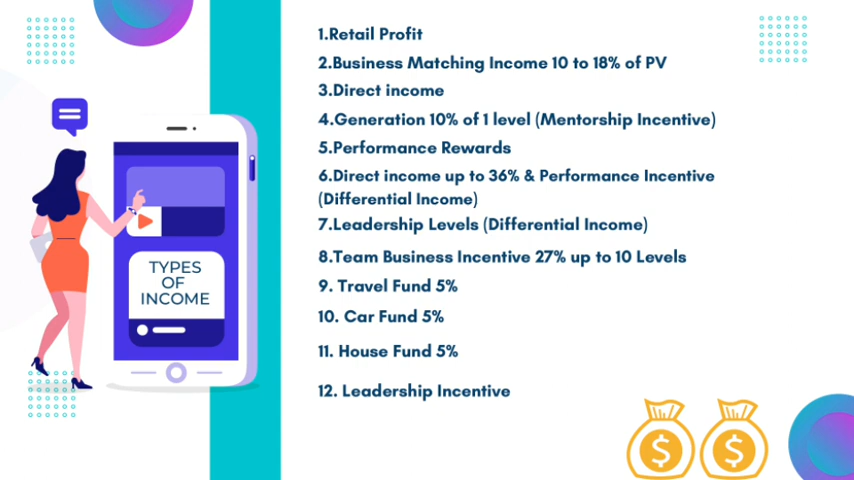 TYPES
OF
INCOME
1.Retail Profit
2.Business Matching Income 10 to 18% of PV
3.Direct income
4.Generation 10% of 1 level (Mentorship Incentive)
5.Performance Rewards
6.Direct income up to 36% & Performance Incentive
(Differential Income)
7.Leadership Levels (Differential Income)
8.Team Business Incentive 27% up to 10 Levels
9. Travel Fund 5%
10. Car Fund 5%
11. House Fund 5%
12. Leadership Incentive
$
$